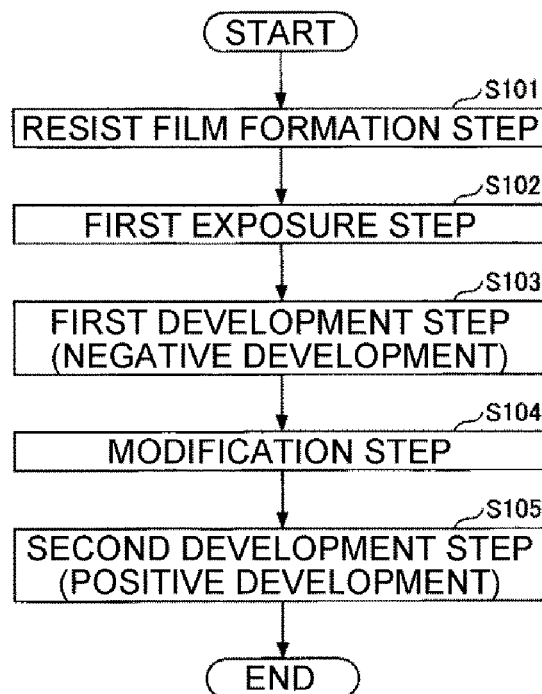 START
S101
RESIST FILM FORMATION STEP
S102
FIRST EXPOSURE STEP
S103
FIRST DEVELOPMENT STEP
(NEGATIVE DEVELOPMENT)
S104
MODIFICATION STEP
S105
SECOND DEVELOPMENT STEP
(POSITIVE DEVELOPMENT)
END